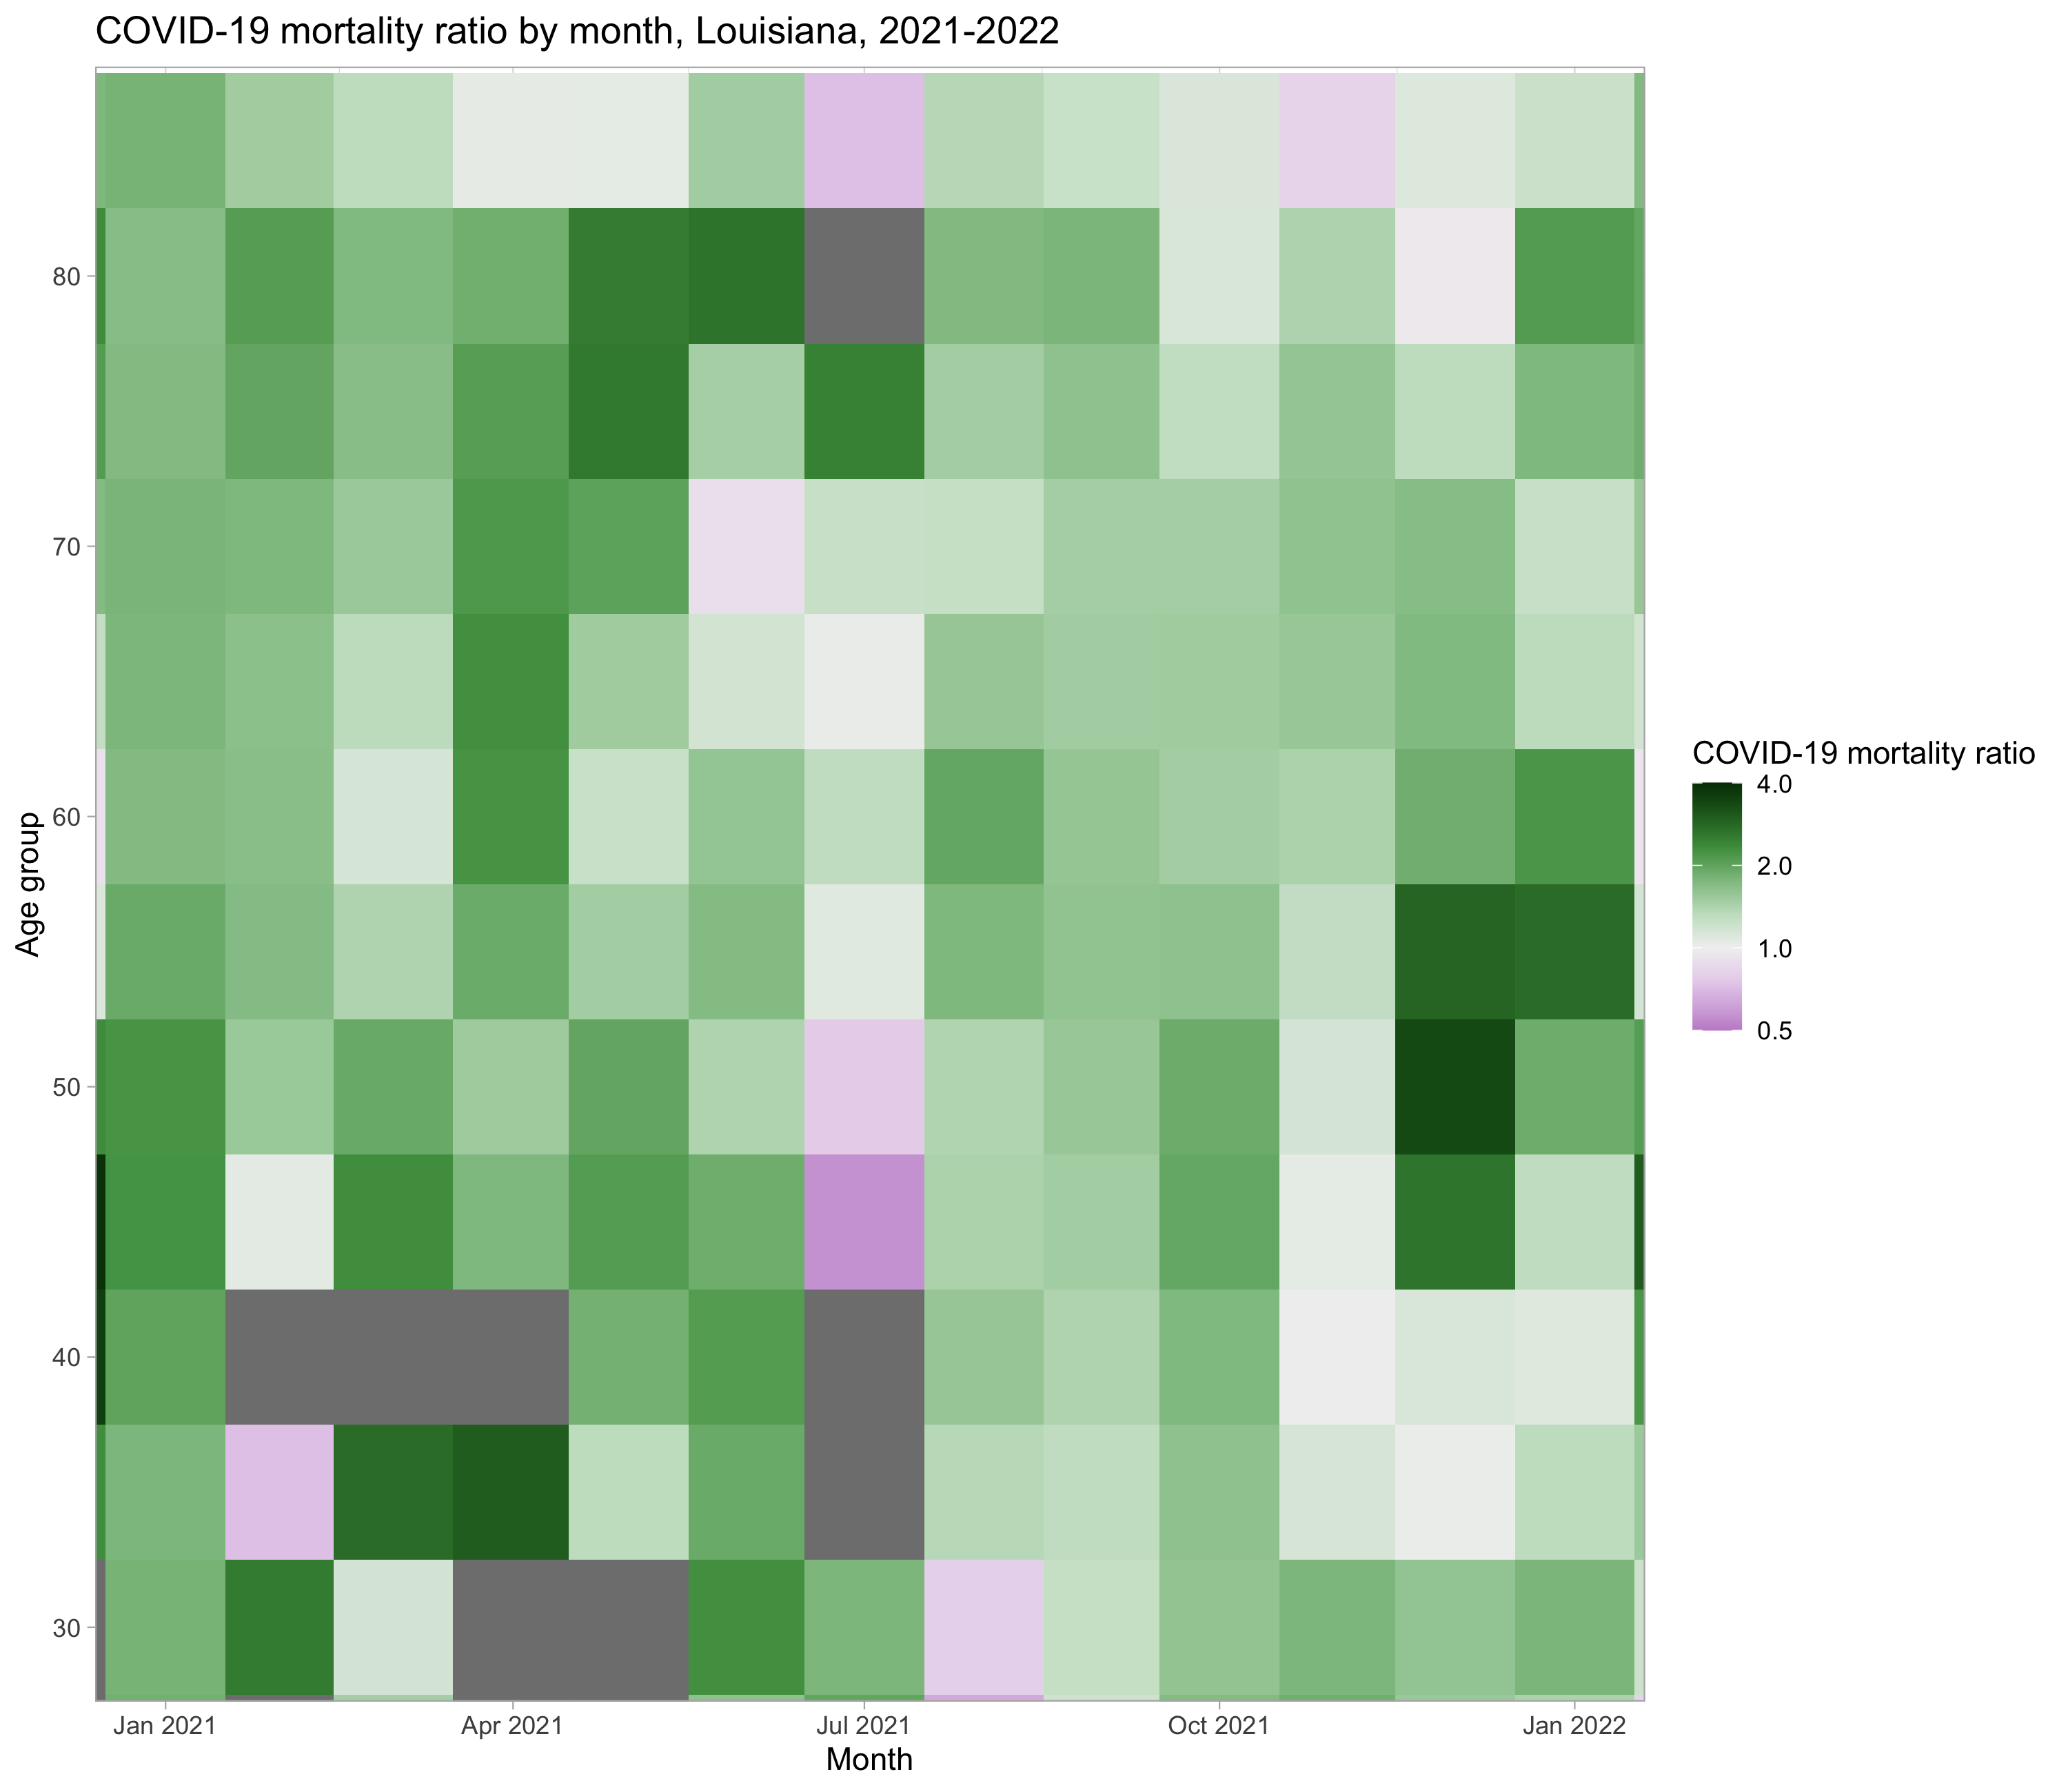 COVID-19 mortality ratio by month, Louisiana, 2021-2022
Age group
80
70
60
50
40
30
Jan 2021
Apr 2021
Jul 2021
Oct 2021
Jan 2022
Month
COVID-19 mortality ratio
4.0
2.0
1.0
0.5